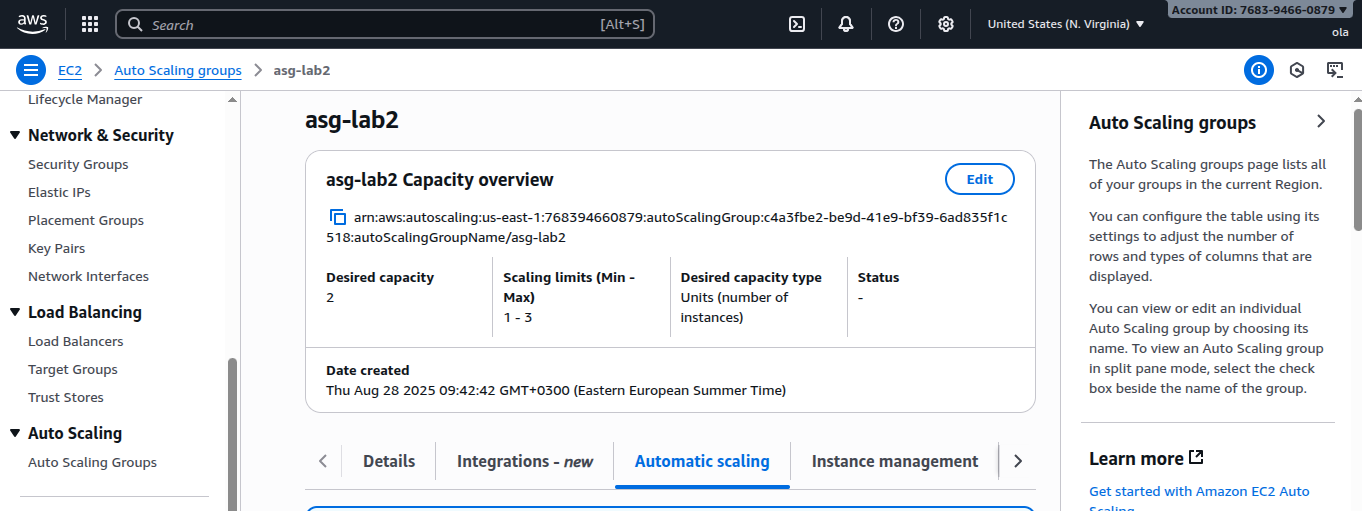 aws
Search
[Alt+S]
United States (N. Virginia)
Account ID: 7683-9466-0879
ola
EC2
Auto Scaling groups
asg-lab2
Lifecycle Manager
Network & Security
Security Groups
Elastic IPs
Placement Groups
Key Pairs
Network Interfaces
Load Balancing
Load Balancers
Target Groups
Trust Stores
Auto Scaling
Auto Scaling Groups
asg-lab2
asg-lab2 Capacity overview
Edit
arn:aws:autoscaling:us-east-1:768394660879:autoScalingGroup:c4a3fbe2-be9d-41e9-bf39-6ad835f1c
518:autoScalingGroupName/asg-lab2
Desired capacity
2
Scaling limits (Min -
Max)
1 - 3
Desired capacity type
Units (number of
instances)
Status
-
Date created
Thu Aug 28 2025 09:42:42 GMT+0300 (Eastern European Summer Time)
Details
Integrations - new
Automatic scaling
Instance management
Auto Scaling groups
The Auto Scaling groups page lists all
of your groups in the current Region.
You can configure the table using its
settings to adjust the number of
rows and types of columns that are
displayed.
You can view or edit an individual
Auto Scaling group by choosing its
name. To view an Auto Scaling group
in split pane mode, select the check
box beside the name of the group.
Learn more
Get started with Amazon EC2 Auto
Scaling